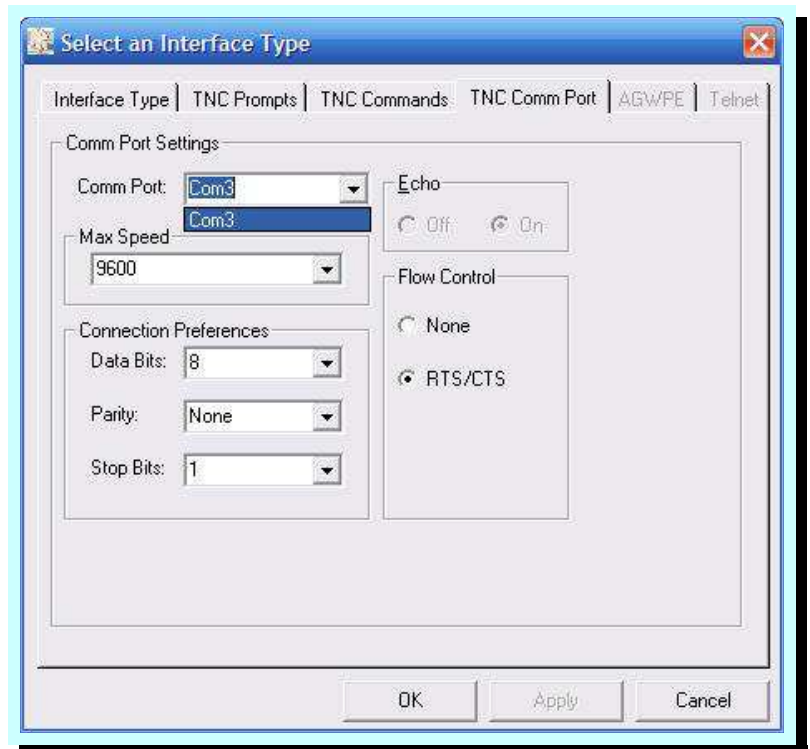 Select an Interface Type
Interface Type TNC Prompts TNC Commands TNC Comm Port AGWPE Telnet
Comm Port Settings
Comm Port: Com3
Com3
Max Speed
9600
Connection Preferences
Data Bits: 8
Parity: None
Stop Bits: 1
Echo
Off On
Flow Control
None
RTS/CTS
OK Apply Cancel